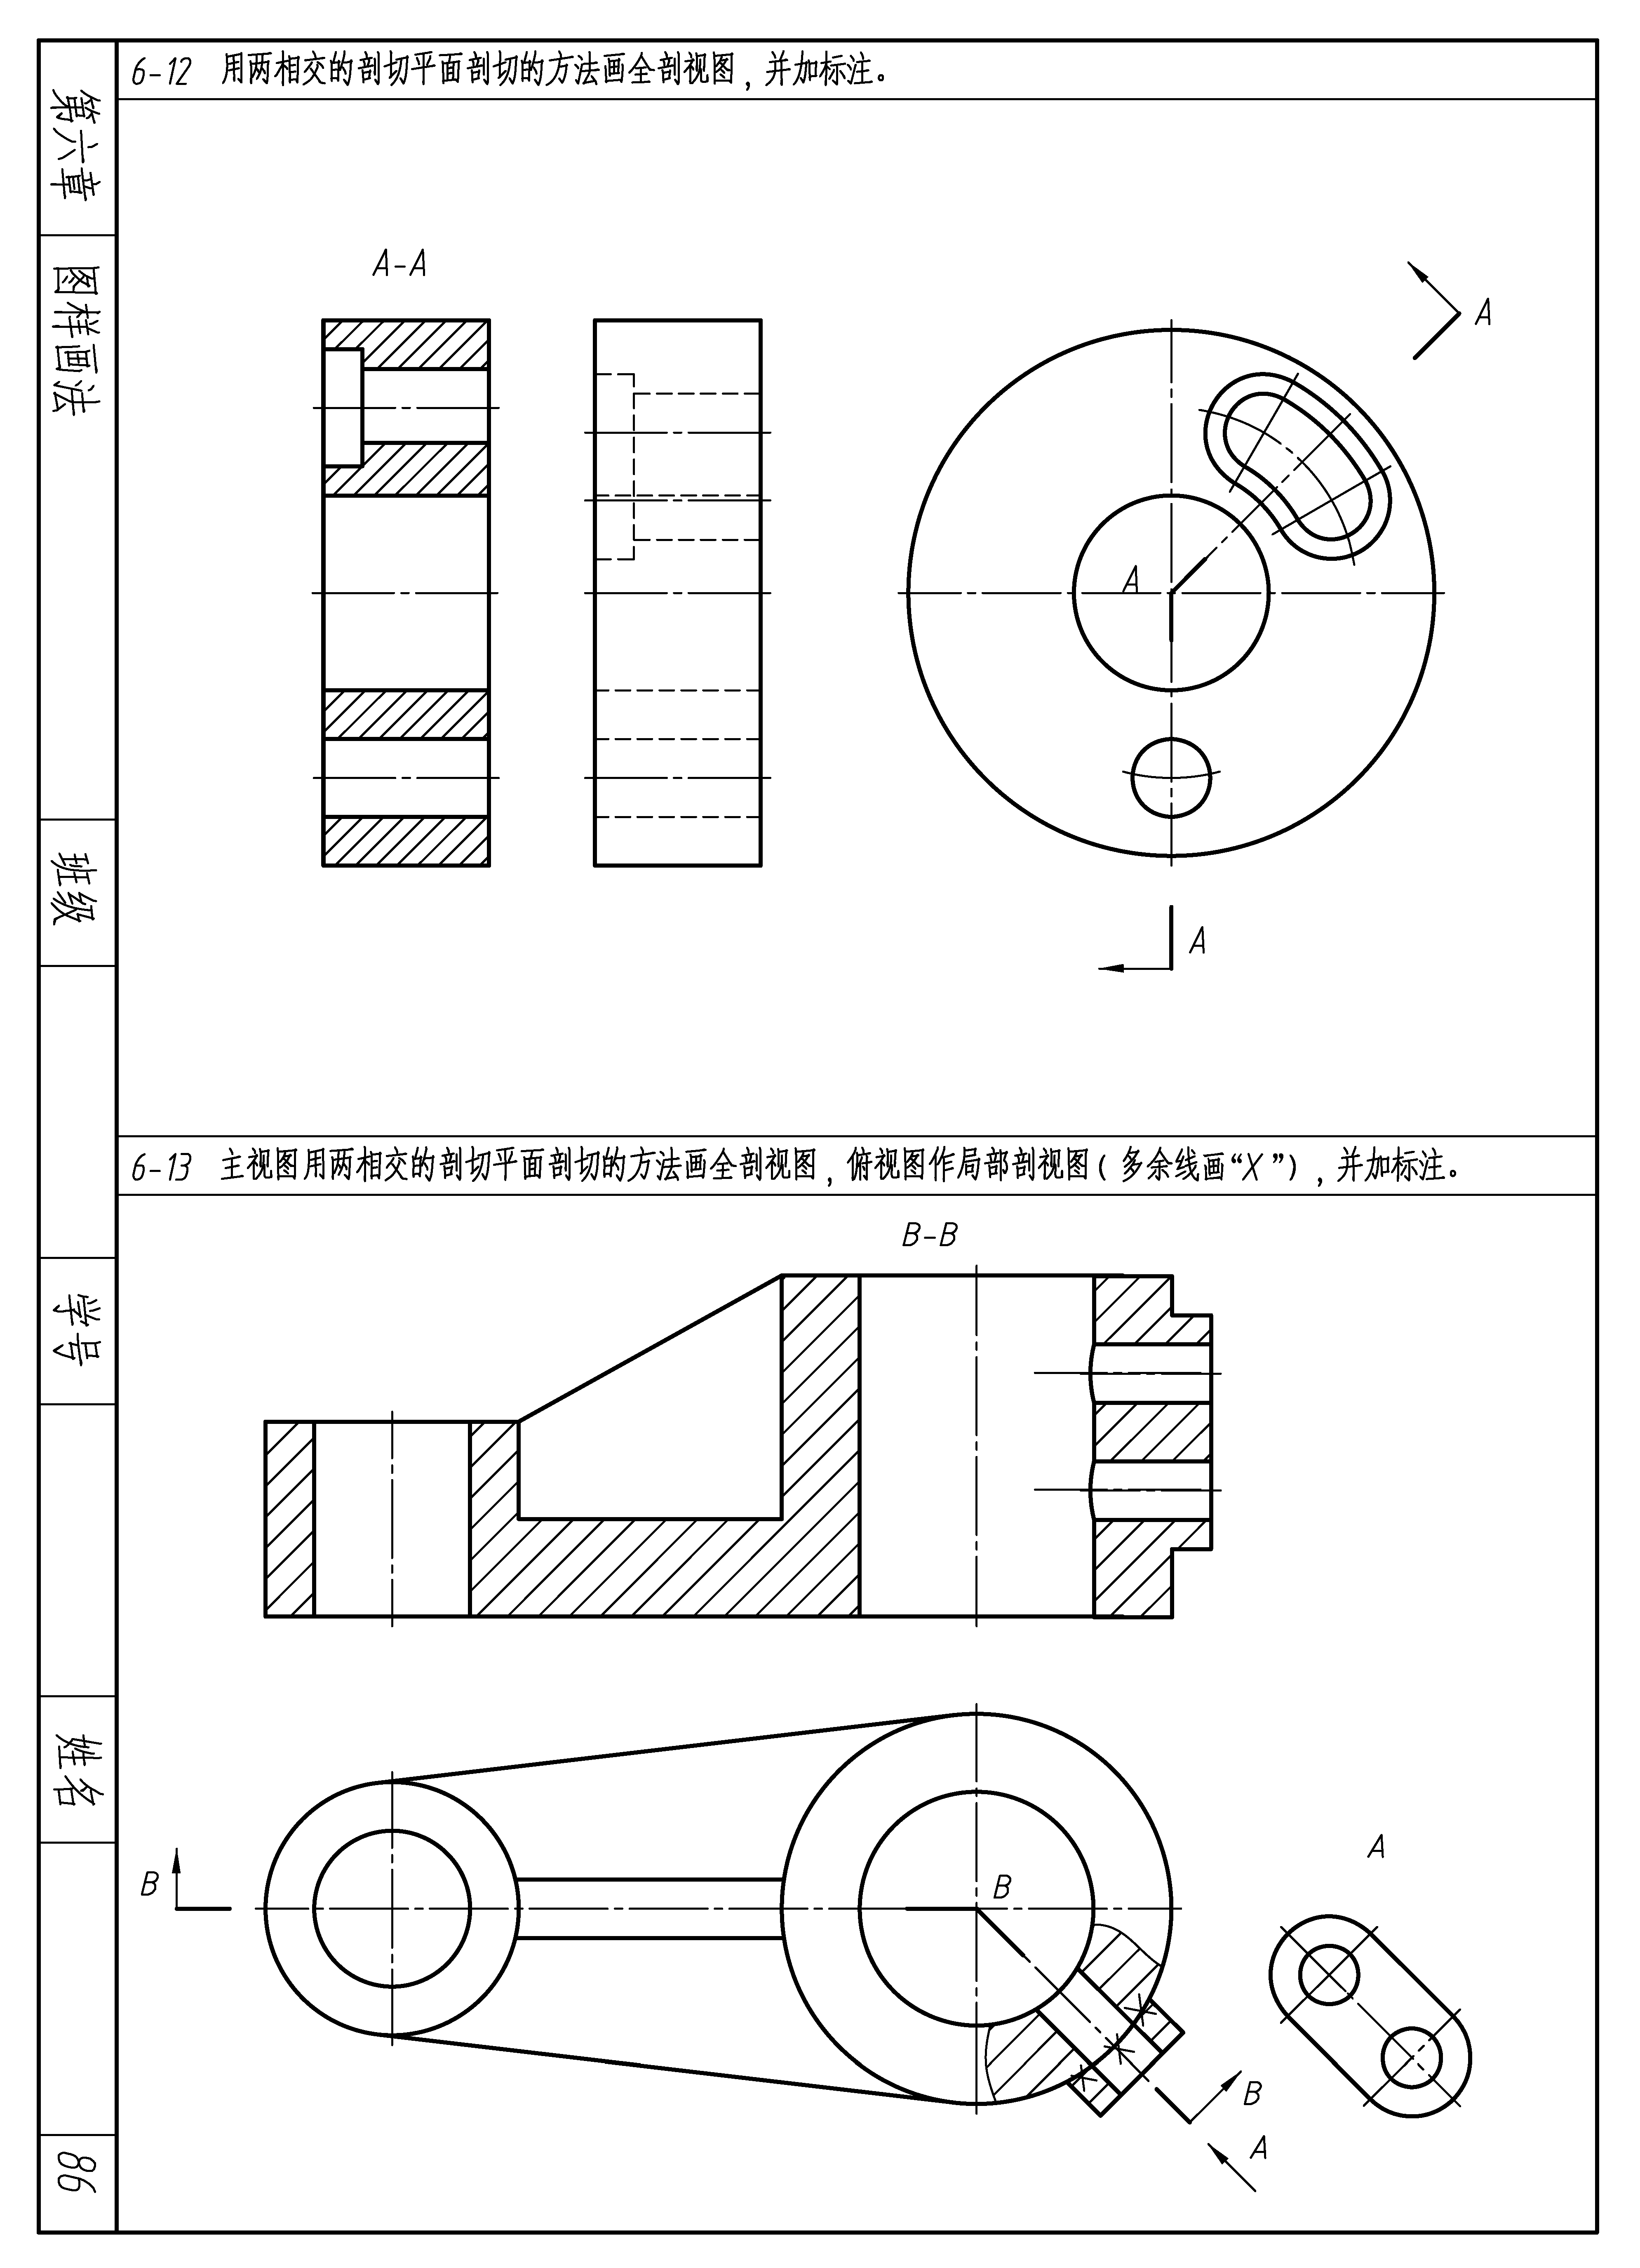 6-12 用两相交的剖切平面剖切的方法画全剖视图，并加标注。
第六章
图样画法
班级
学号
姓名
86
A-A
A
A
A
6-13 主视图用两相交的剖切平面剖切的方法画全剖视图，俯视图作局部剖视图（多余线画“X”），并加标注。
B-B
B
B
B
A
A